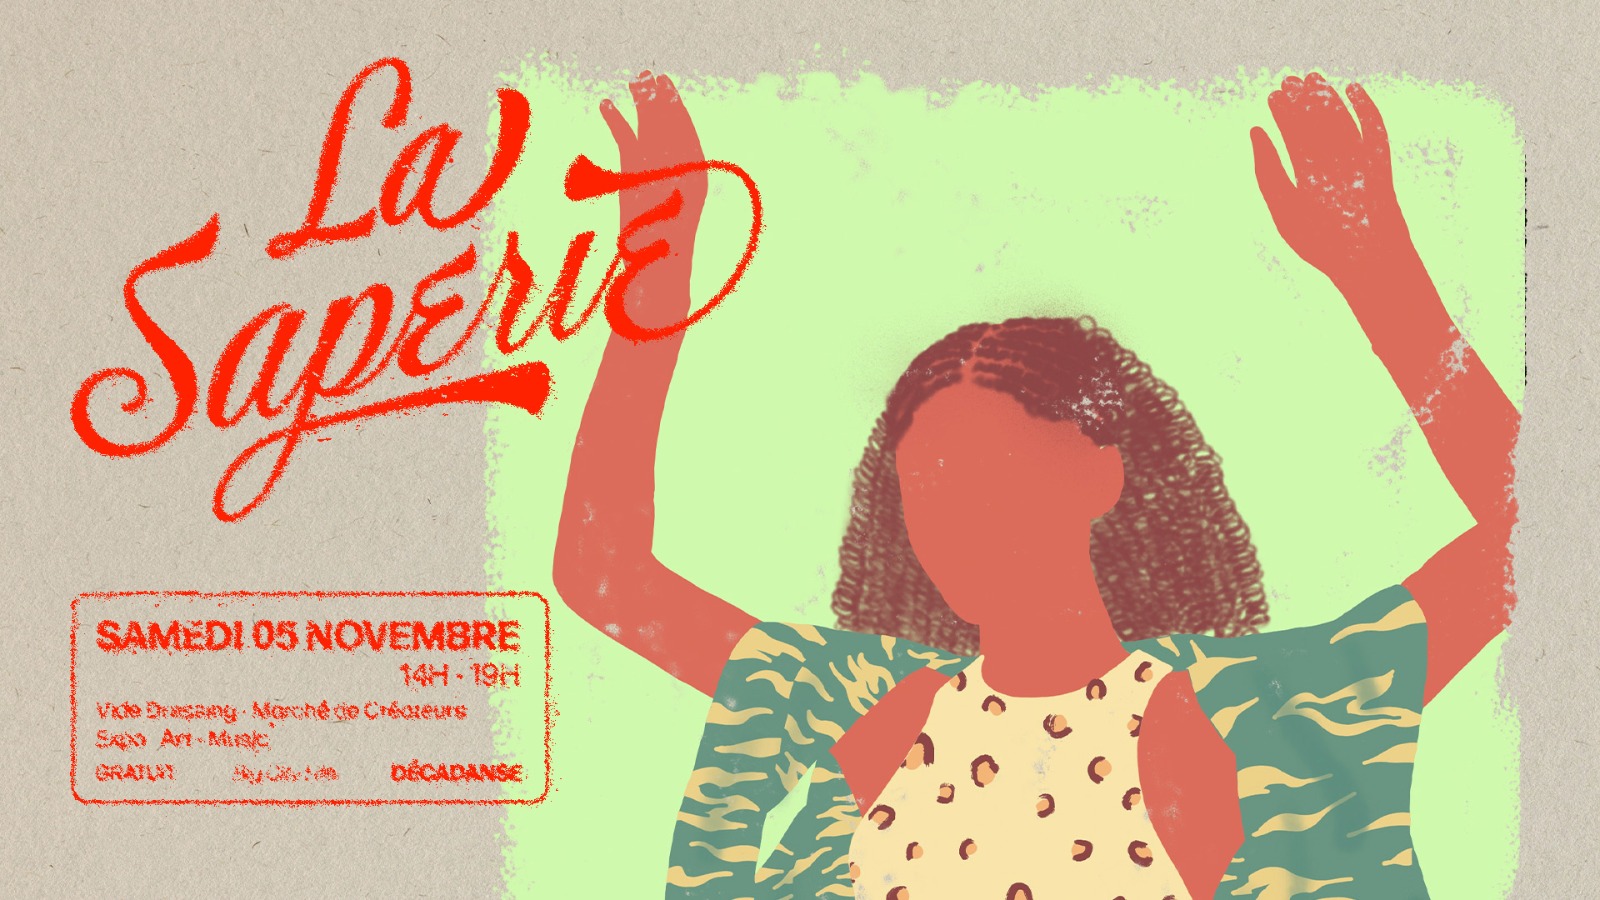 La
Saperie
SAMEDI 05 NOVEMBRE
14H - 19H
Vide Dressing - Marché de Créateurs
Expo Art - Music
GRATUIT DÉCADANSE